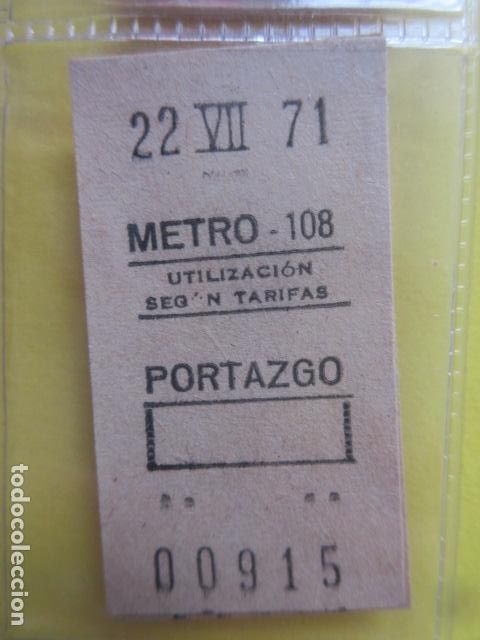 22 VII 71
METRO - 108
UTILIZACIÓN
SEG´N TARIFAS
PORTAZGO
00915
todocoleccion